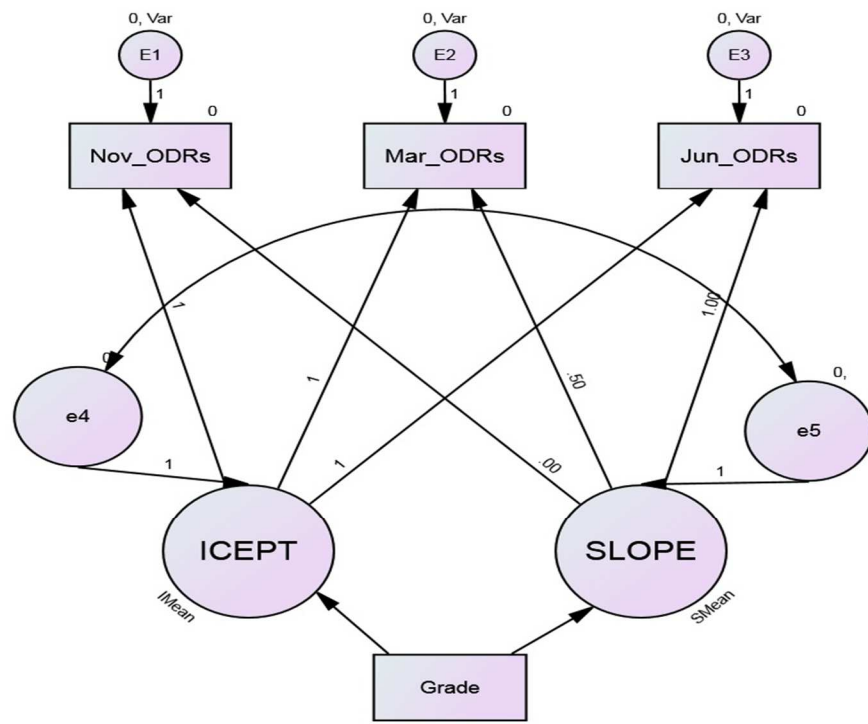 0, Var
0, Var
0, Var
E1
E2
E3
1
1
1
0
0
0
Nov_ODRs
Mar_ODRs
Jun_ODRs
1
1
1
.00
.50
1.00
0,
e4
e5
1
1
ICEPT
SLOPE
IMean
SMean
Grade